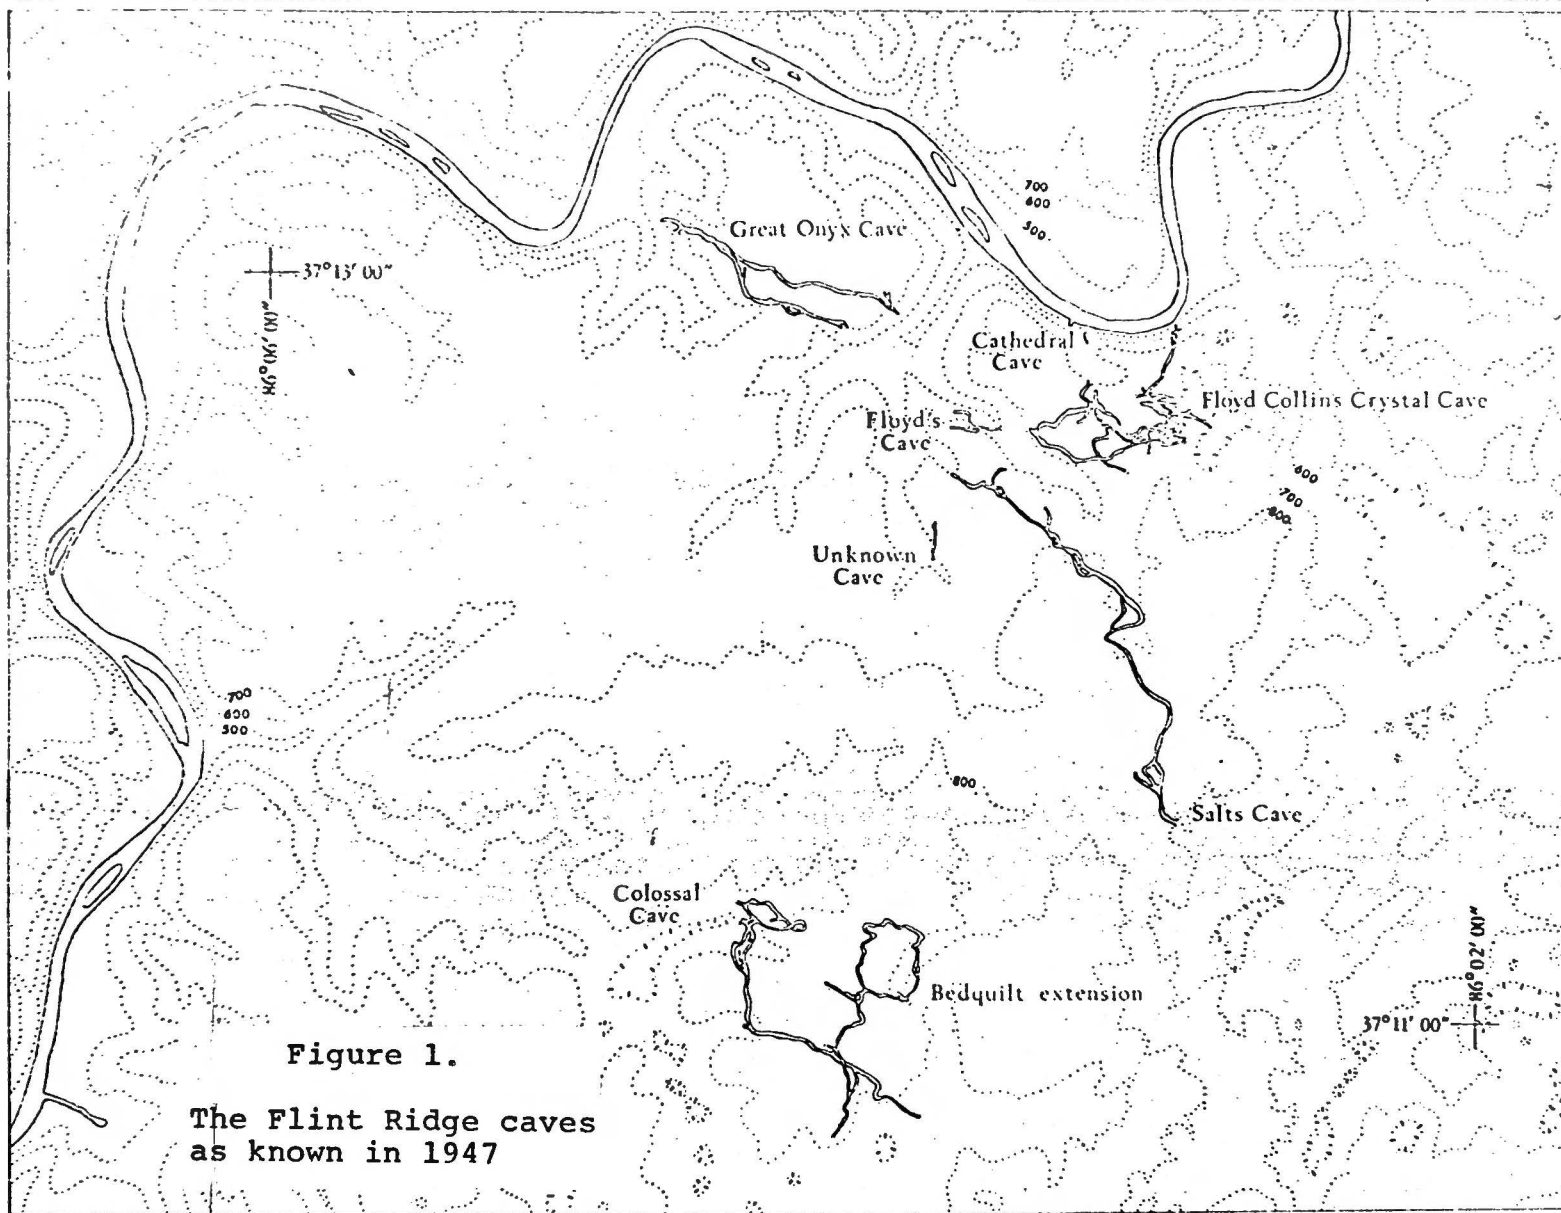 700
600
500
Great Onyx Cave
37°13' 00"
86°06' 00"
Cathedral
Cave
Floyd Collins Crystal Cave
Floyd's
Cave
600
700
800
Unknown
Cave
700
600
500
800
Salts Cave
Colossal
Cave
Bedquilt extension
86°02' 00"
37°11' 00"
Figure 1.
The Flint Ridge caves
as known in 1947